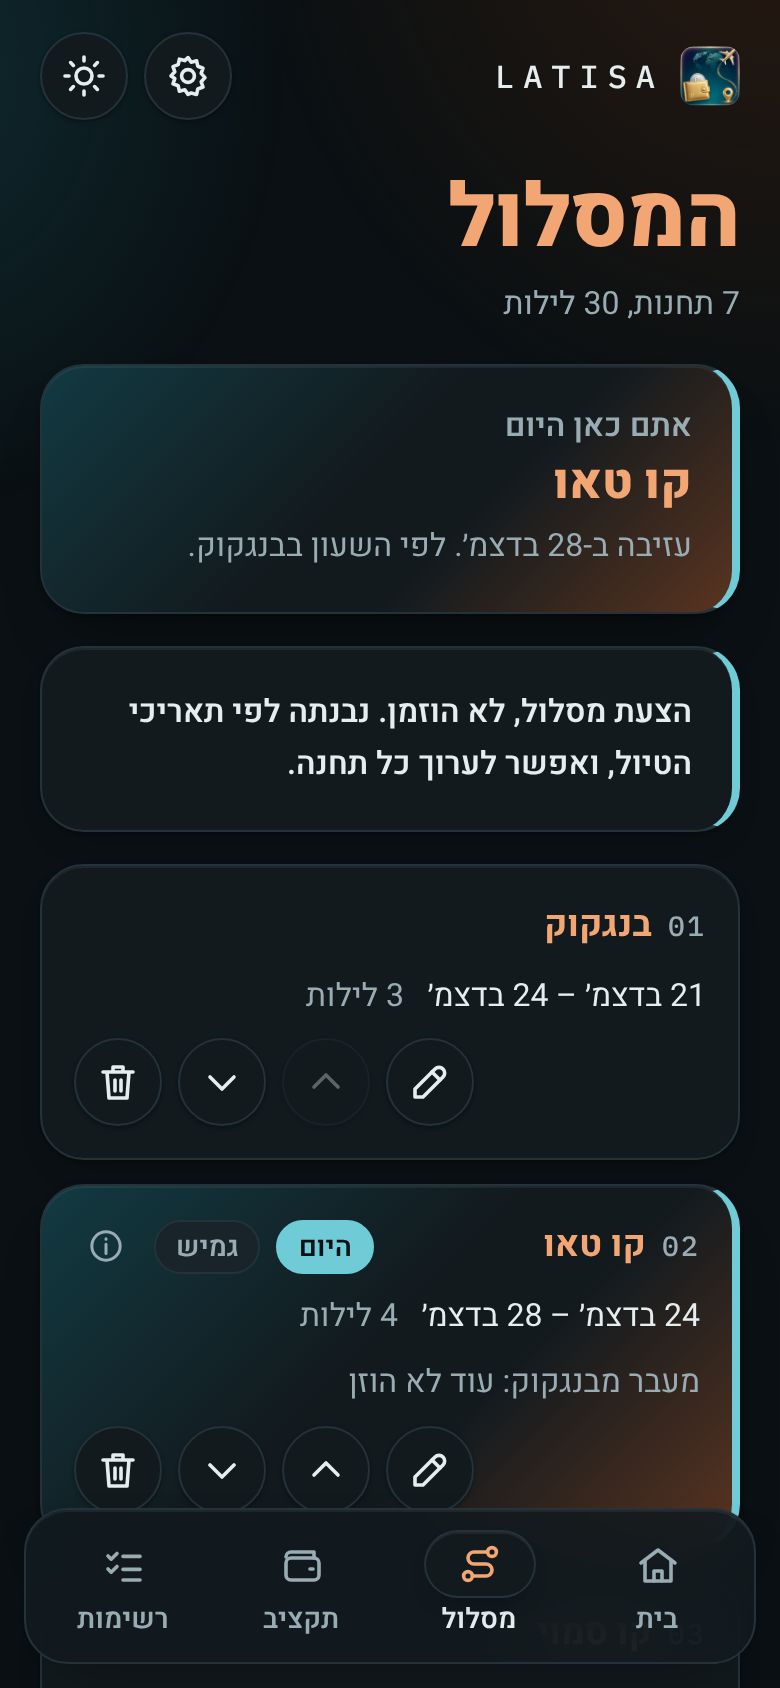 LATISA
המסלול
7 תחנות, 30 לילות
אתם כאן היום
קו טאו
עזיבה ב-28 בדצמ׳. לפי השעון בבנגקוק.
הצעת מסלול, לא הוזמן. נבנתה לפי תאריכי
הטיול, ואפשר לערוך כל תחנה.
01 בנגקוק
21 בדצמ׳ – 24 בדצמ׳ 3 לילות
02 קו טאו היום גמיש
24 בדצמ׳ – 28 בדצמ׳ 4 לילות
מעבר מבנגקוק: עוד לא הוזן
03 קו סמוי
בית מסלול תקציב רשימות